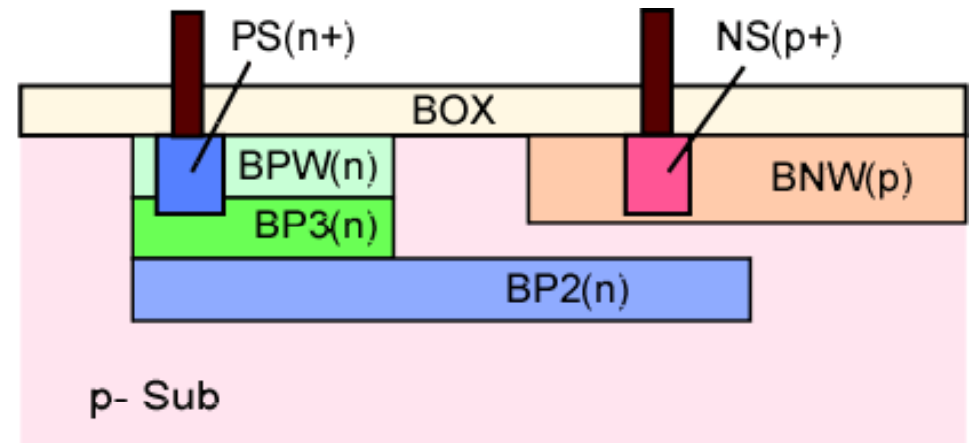 PS(n+)
NS(p+)
BOX
BPW(n)
BNW(p)
BP3(n)
BP2(n)
p- Sub